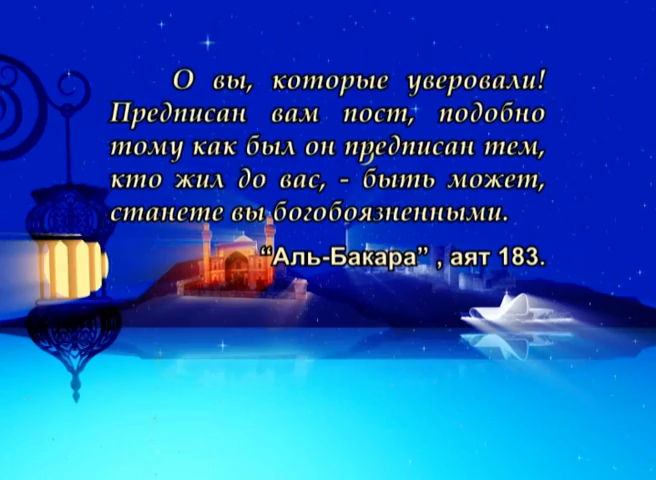 О вы, которые уверовали!
Предписан вам пост, подобно
тому как был он предписан тем,
кто жил до вас, - быть может,
станете вы богобоязненными.
“Аль-Бакара” , аят 183.